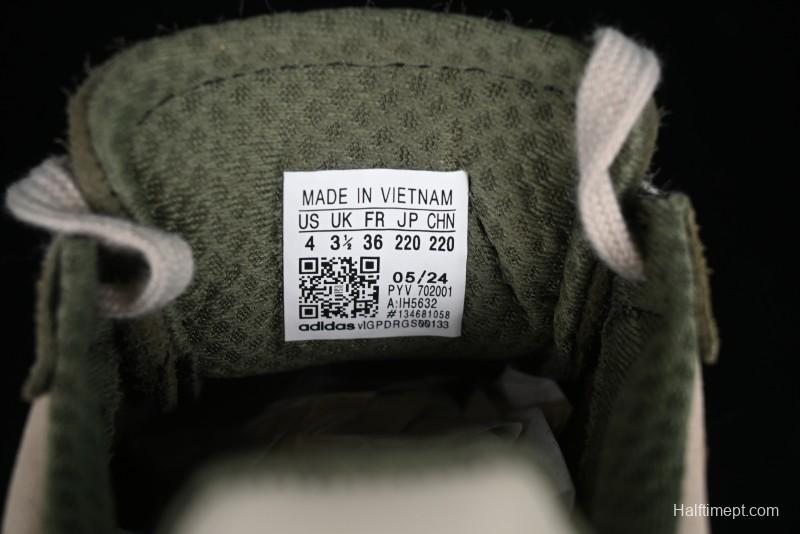 MADE IN VIETNAM
US UK FR JP CHN
4 3½ 36 220 220
05/24
PYV 702001
A:IH5632
#134681058
adidas vIGPDRGS00133
Halftimept.com